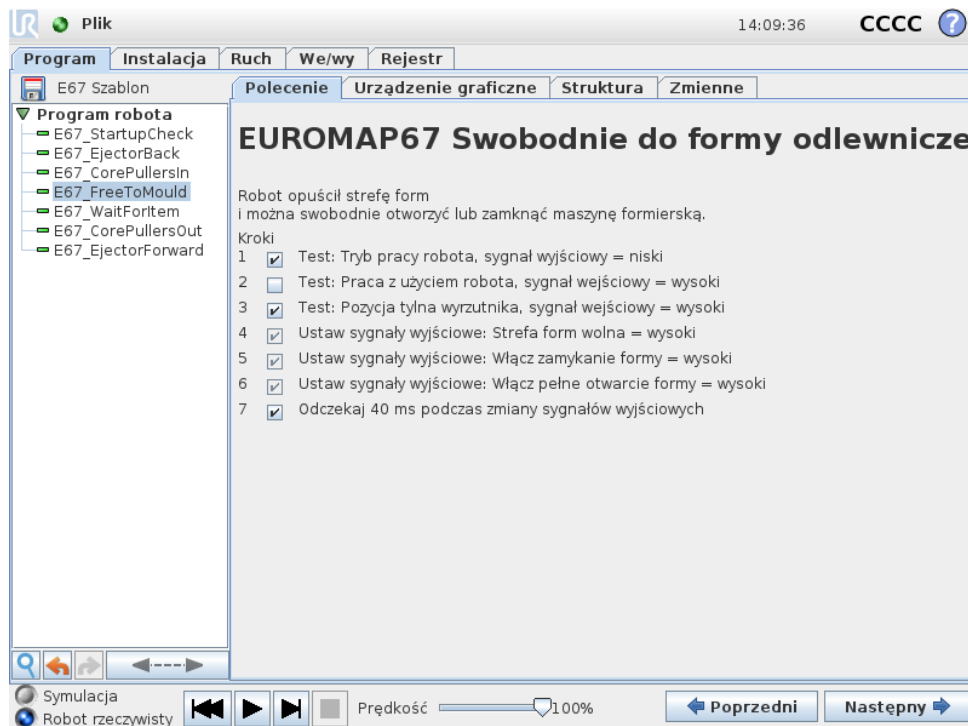 UR Plik 14:09:36 CCCC ?
Program Instalacja Ruch We/wy Rejestr
E67 Szablon
Polecenie Urządzenie graficzne Struktura Zmienne
Program robota
E67_StartupCheck
E67_EjectorBack
E67_CorePullersIn
E67_FreeToMould
E67_WaitForItem
E67_CorePullersOut
E67_EjectorForward
EUROMAP67 Swobodnie do formy odlewnicze
Robot opuścił strefę form
i można swobodnie otworzyć lub zamknąć maszynę formierską.
Kroki
1 Test: Tryb pracy robota, sygnał wyjściowy = niski
2 Test: Praca z użyciem robota, sygnał wejściowy = wysoki
3 Test: Pozycja tylna wyrzutnika, sygnał wejściowy = wysoki
4 Ustaw sygnały wyjściowe: Strefa form wolna = wysoki
5 Ustaw sygnały wyjściowe: Włącz zamykanie formy = wysoki
6 Ustaw sygnały wyjściowe: Włącz pełne otwarcie formy = wysoki
7 Odczekaj 40 ms podczas zmiany sygnałów wyjściowych
Symulacja
Robot rzeczywisty
Prędkość 100%
Poprzedni Następny